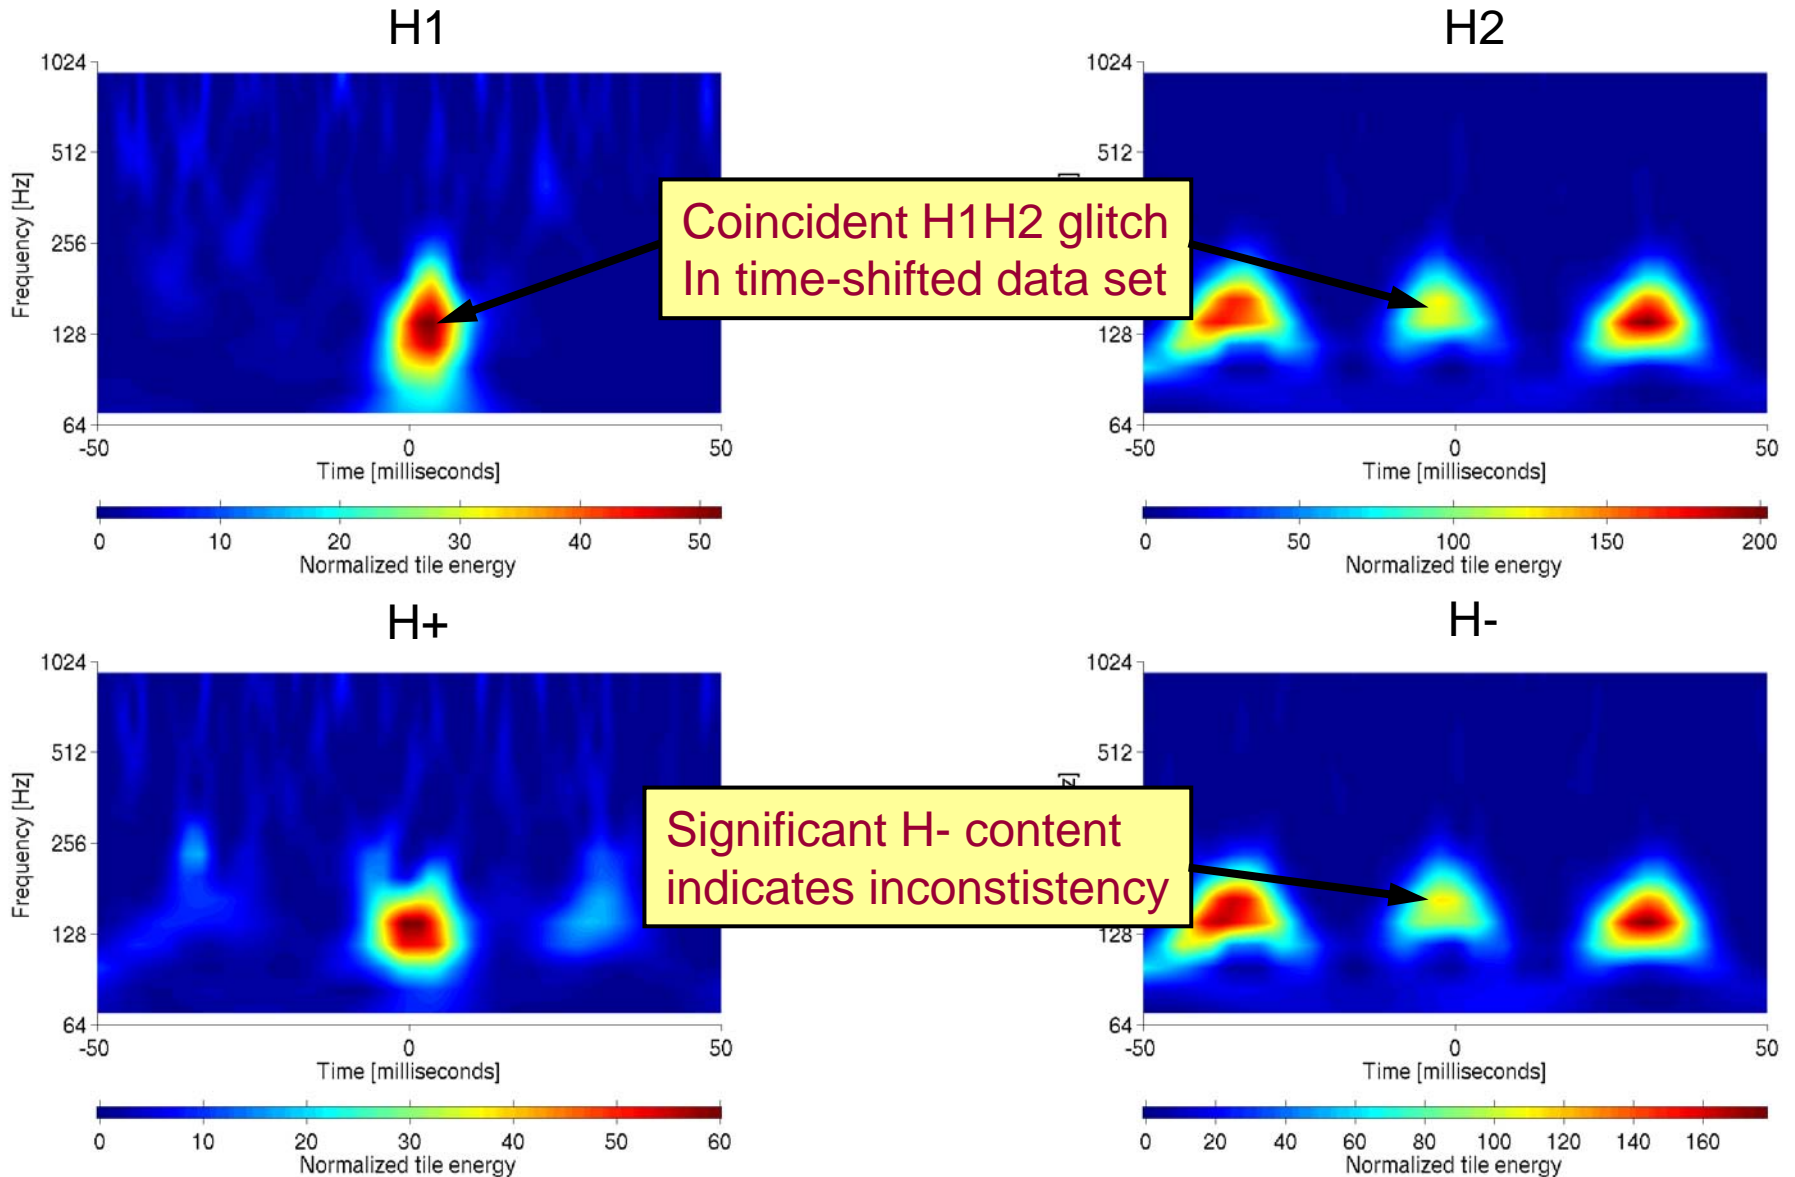 H1
1024
512
256
128
64
Frequency [Hz]
-50 0 50
Time [milliseconds]
0 10 20 30 40 50
Normalized tile energy
H2
1024
512
128
64
-50 0 50
Time [milliseconds]
0 50 100 150 200
Normalized tile energy
Coincident H1H2 glitch
In time-shifted data set
H+
1024
512
256
128
64
Frequency [Hz]
-50 0 50
Time [milliseconds]
0 10 20 30 40 50 60
Normalized tile energy
H-
1024
512
128
64
-50 0 50
Time [milliseconds]
0 20 40 60 80 100 120 140 160
Normalized tile energy
Significant H- content
indicates inconstistency